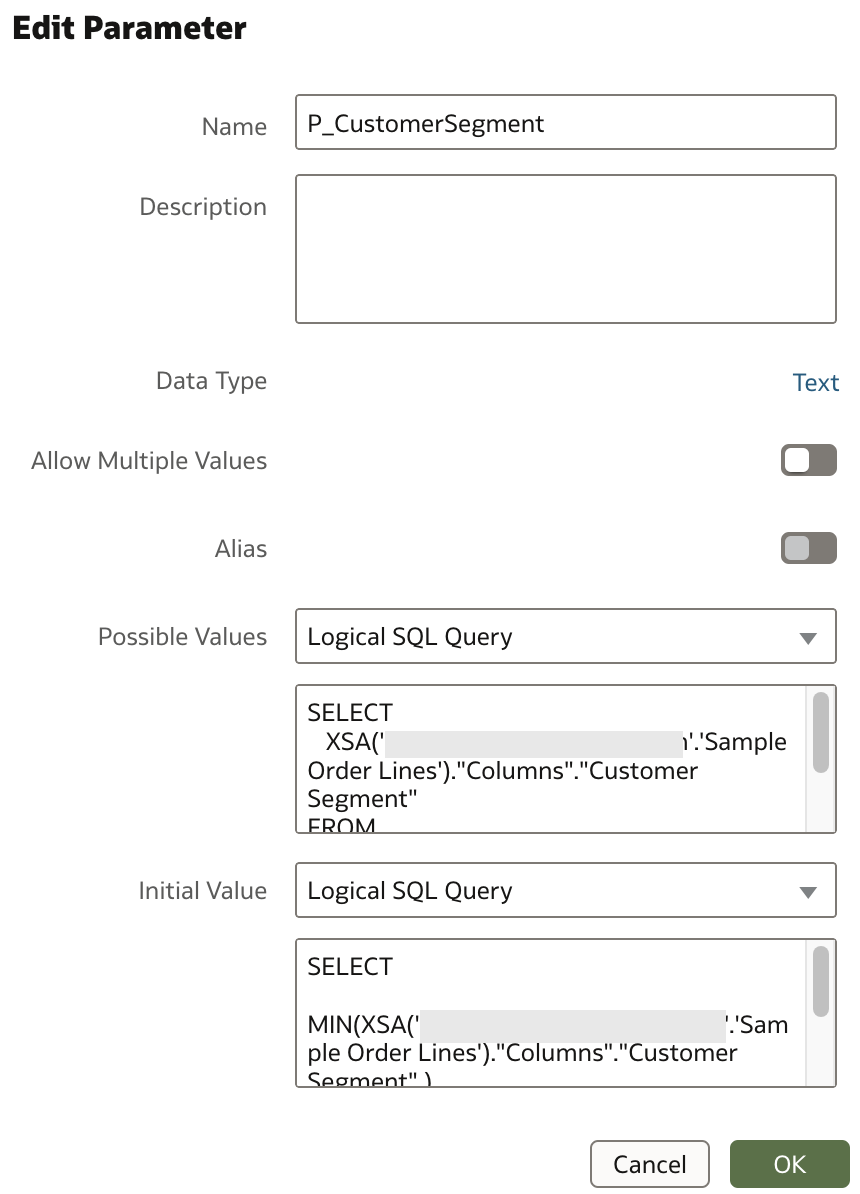 Edit Parameter
Name
P_CustomerSegment
Description
Data Type
Text
Allow Multiple Values
Alias
Possible Values
Logical SQL Query
SELECT
XSA(' '.'Sample
Order Lines')."Columns"."Customer
Segment"
FROM
Initial Value
Logical SQL Query
SELECT
MIN(XSA(' '.'Sam
ple Order Lines')."Columns"."Customer
Segment" )
Cancel
OK